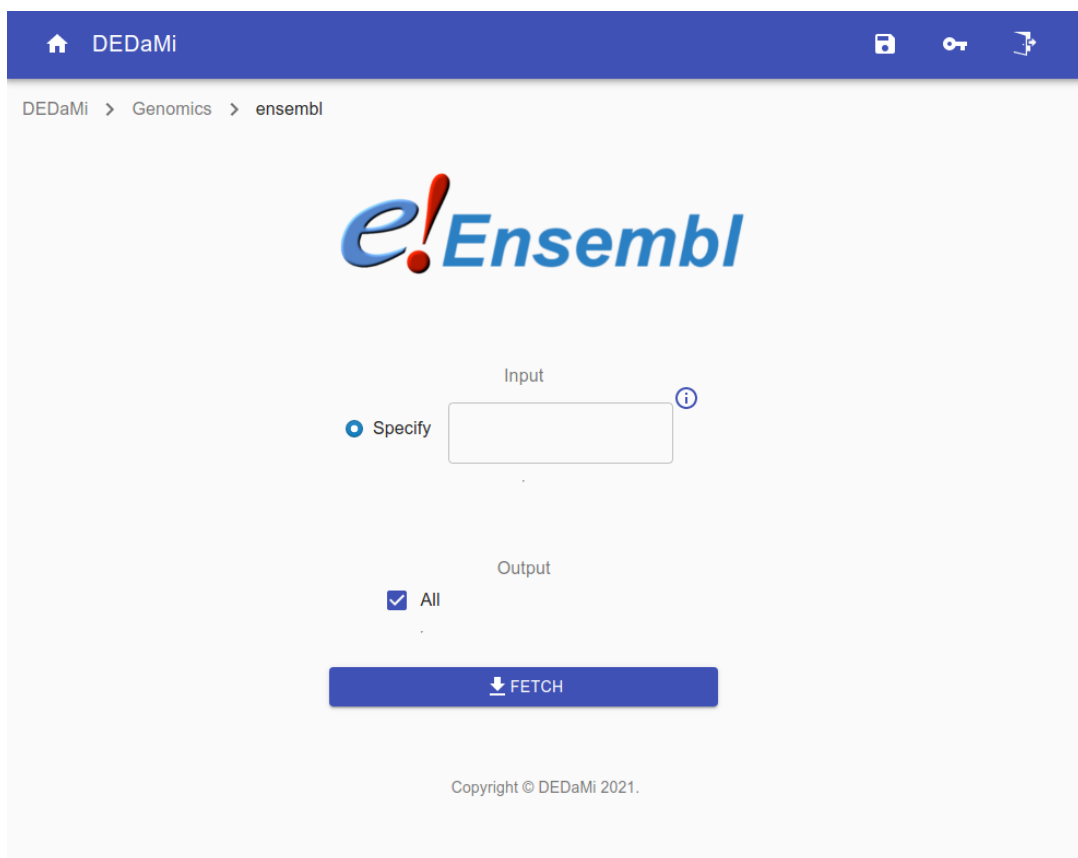 DEDaMi
DEDaMi > Genomics > ensembl
e!Ensembl
Input
Specify
Output
All
FETCH
Copyright © DEDaMi 2021.